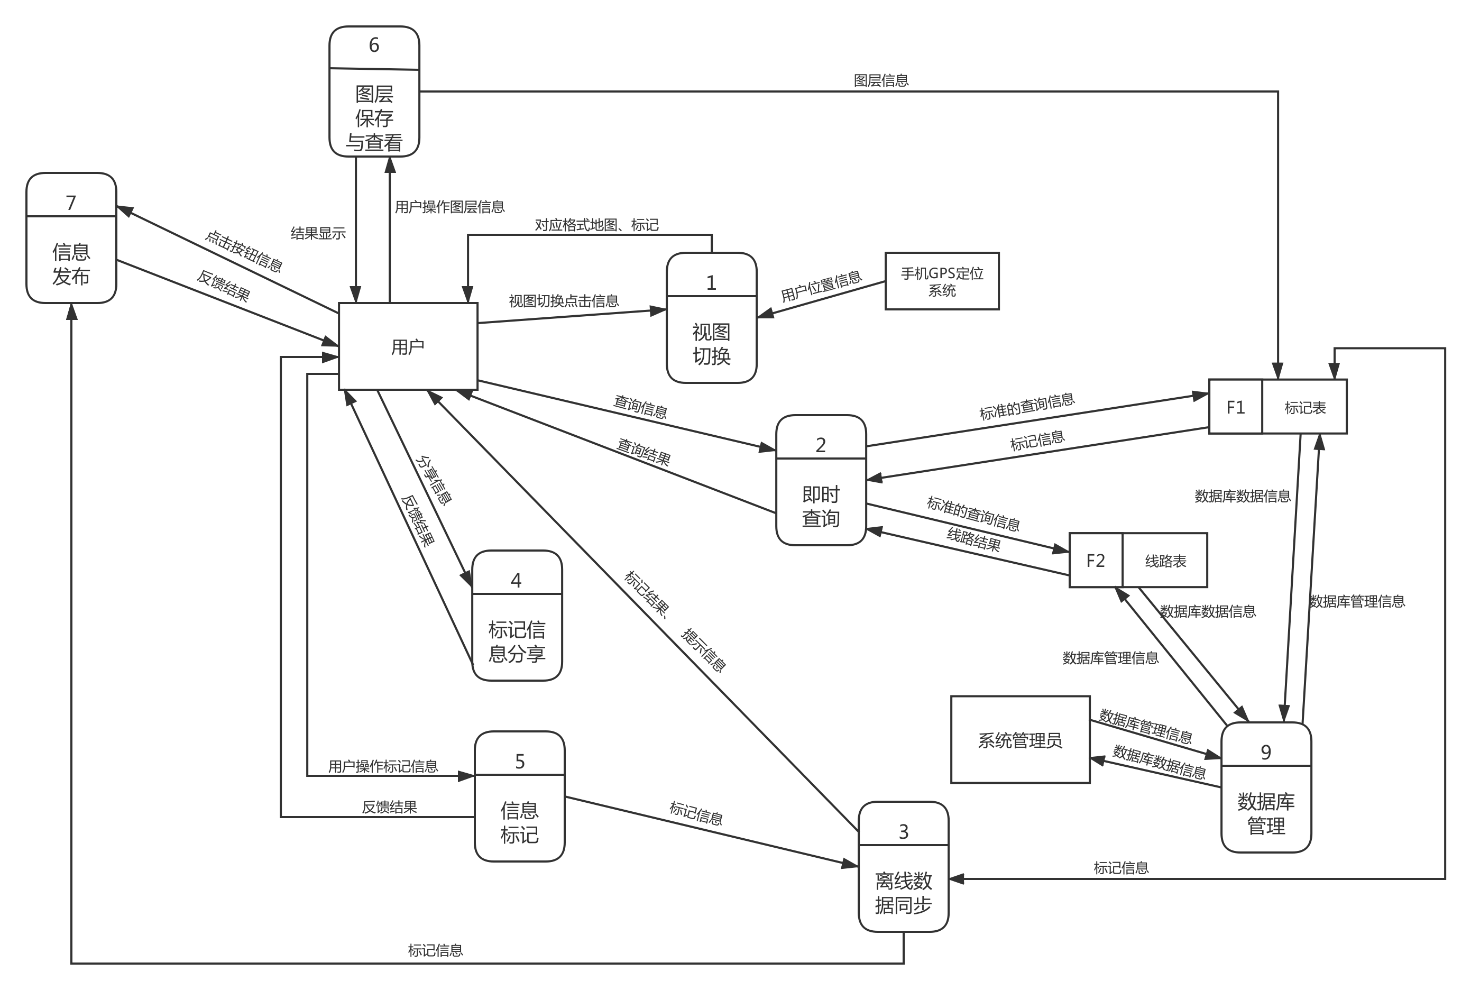 6
图层
保存
与查看
图层信息
7
信息
发布
点击按钮信息
反馈结果
结果显示
用户操作图层信息
对应格式地图、标记
1
视图
切换
手机GPS定位
系统
用户位置信息
视图切换点击信息
用户
查询信息
查询结果
2
即时
查询
标准的查询信息
标记信息
F1
标记表
标准的查询信息
线路结果
F2
线路表
数据库数据信息
数据库管理信息
数据库数据信息
数据库管理信息
分享信息
反馈结果
4
标记信
息分享
标记结果、
提示信息
系统管理员
数据库管理信息
数据库数据信息
9
数据库
管理
用户操作标记信息
反馈结果
5
信息
标记
标记信息
3
离线数
据同步
标记信息
标记信息